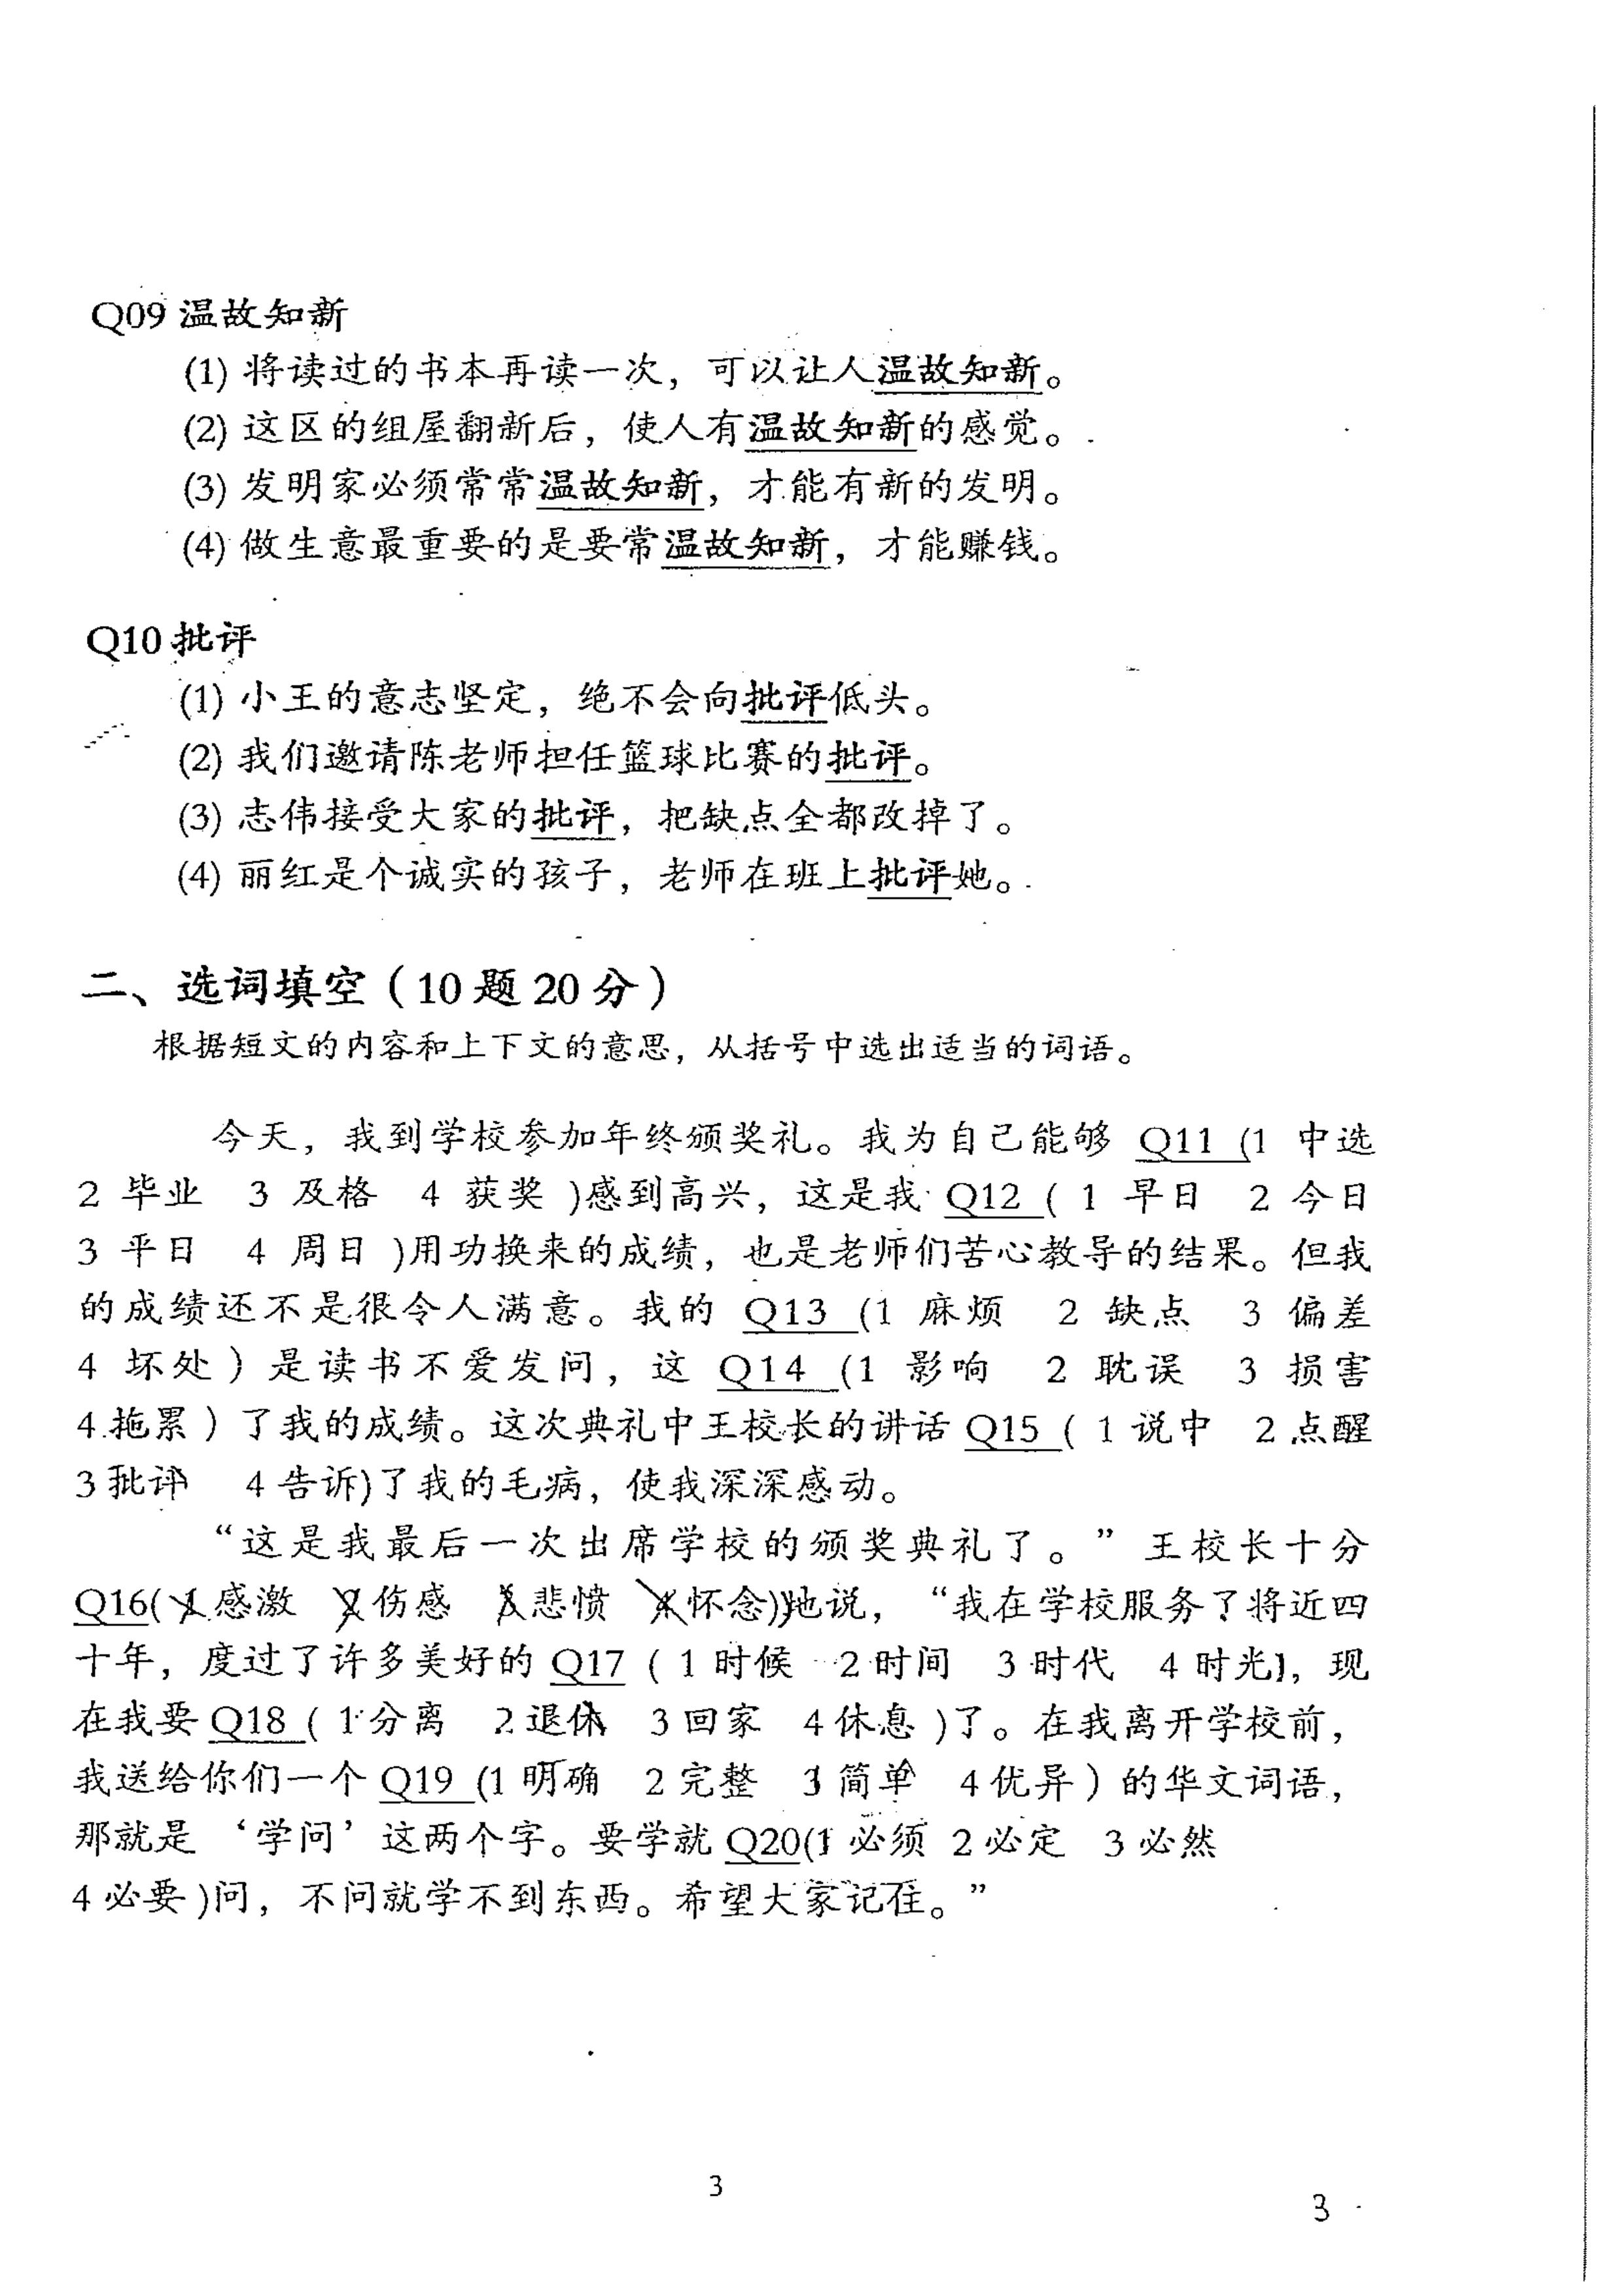 Q09 温故知新
(1) 将读过的书本再读一次，可以让人温故知新。
(2) 这区的组屋翻新后，使人有温故知新的感觉。
(3) 发明家必须常常温故知新，才能有新的发明。
(4) 做生意最重要的是要常温故知新，才能赚钱。
Q10 批评
(1) 小王的意志坚定，绝不会向批评低头。
(2) 我们邀请陈老师担任篮球比赛的批评。
(3) 志伟接受大家的批评，把缺点全都改掉了。
(4) 丽红是个诚实的孩子，老师在班上批评她。
二、选词填空（10 题 20 分）
根据短文的内容和上下文的意思，从括号中选出适当的词语。
今天，我到学校参加年终颁奖礼。我为自己能够 Q11 (1 中选
2 毕业 3 及格 4 获奖 )感到高兴，这是我 Q12 ( 1 早日 2 今日
3 平日 4 周日 )用功换来的成绩，也是老师们苦心教导的结果。但我
的成绩还不是很令人满意。我的 Q13 (1 麻烦 2 缺点 3 偏差
4 坏处 ) 是读书不爱发问，这 Q14 (1 影响 2 耽误 3 损害
4 拖累 ) 了我的成绩。这次典礼中王校长的讲话 Q15 ( 1 说中 2 点醒
3 批评 4 告诉)了我的毛病，使我深深感动。
“这是我最后一次出席学校的颁奖典礼了。”王校长十分
Q16(1 感激 2 伤感 3 悲愤 4 怀念)地说，“我在学校服务了将近四
十年，度过了许多美好的 Q17 ( 1 时候 2 时间 3 时代 4 时光)，现
在我要 Q18 ( 1 分离 2 退休 3 回家 4 休息 )了。在我离开学校前，
我送给你们一个 Q19 (1 明确 2 完整 3 简单 4 优异 ) 的华文词语，
那就是‘学问’这两个字。要学就 Q20(1 必须 2 必定 3 必然
4 必要 )问，不问就学不到东西。希望大家记住。”
3
3